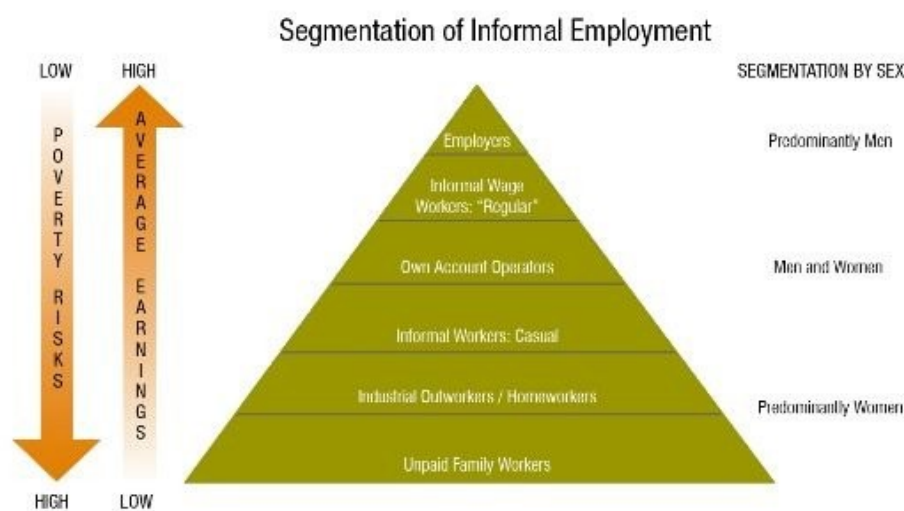 Segmentation of Informal Employment
LOW
HIGH
SEGMENTATION BY SEX
POVERTY RISKS
AVERAGE EARNINGS
Employers
Predominantly Men
Informal Wage
Workers: "Regular"
Own Account Operators
Men and Women
Informal Workers: Casual
Industrial Outworkers / Homeworkers
Predominantly Women
Unpaid Family Workers
HIGH
LOW